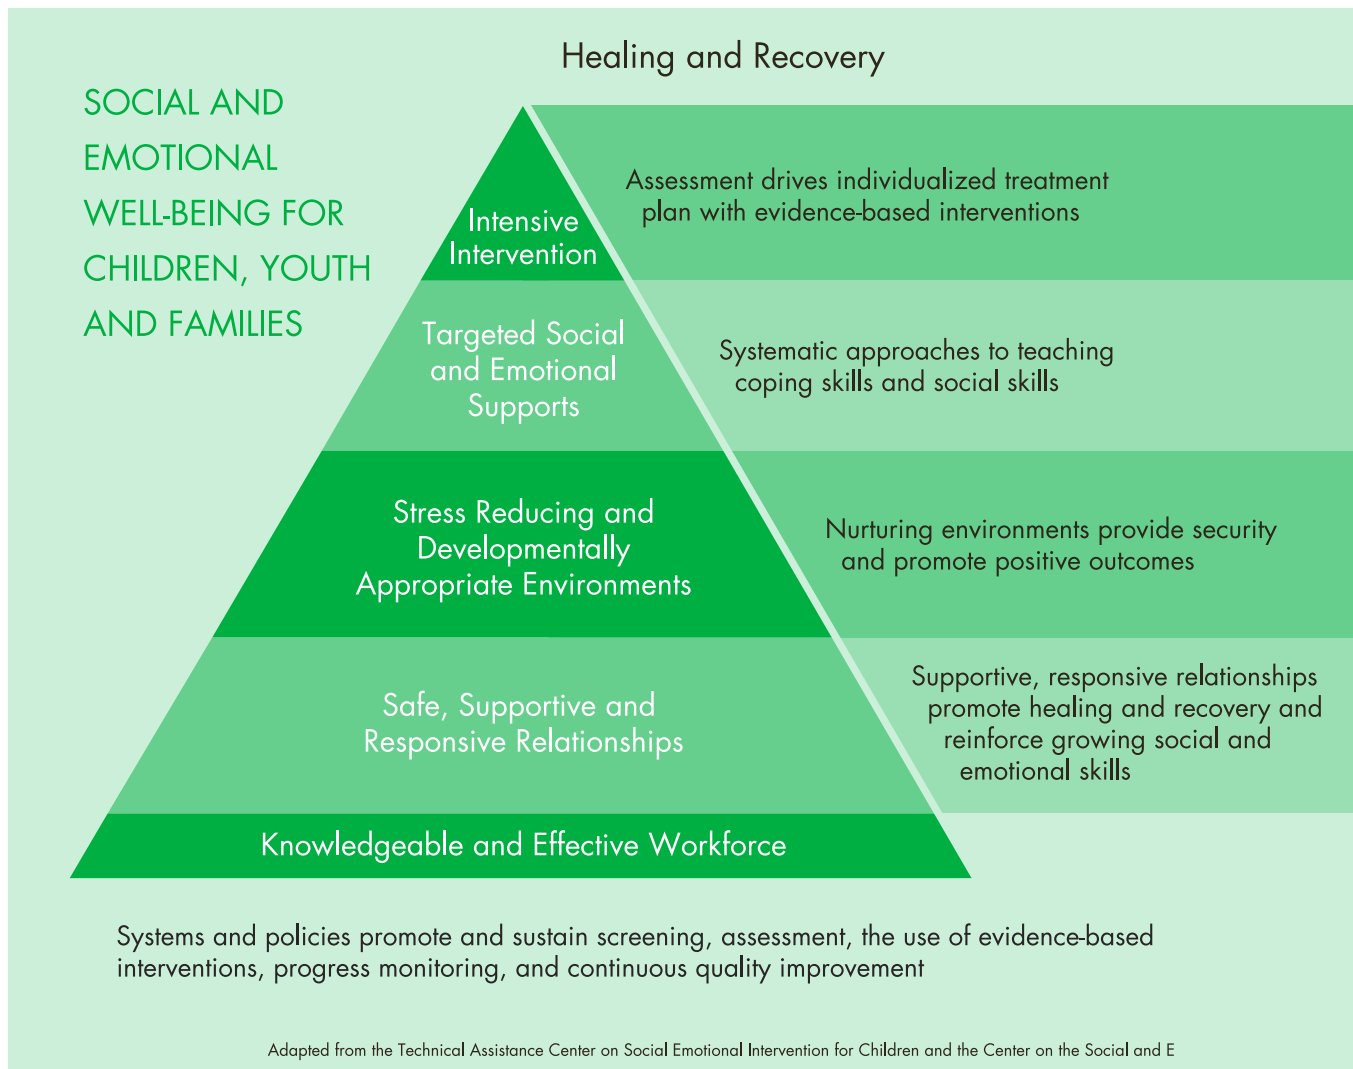 Healing and Recovery
SOCIAL AND
EMOTIONAL
WELL-BEING FOR
CHILDREN, YOUTH
AND FAMILIES
Intensive
Intervention
Assessment drives individualized treatment
plan with evidence-based interventions
Targeted Social
and Emotional
Supports
Systematic approaches to teaching
coping skills and social skills
Stress Reducing and
Developmentally
Appropriate Environments
Nurturing environments provide security
and promote positive outcomes
Safe, Supportive and
Responsive Relationships
Supportive, responsive relationships
promote healing and recovery and
reinforce growing social and
emotional skills
Knowledgeable and Effective Workforce
Systems and policies promote and sustain screening, assessment, the use of evidence-based
interventions, progress monitoring, and continuous quality improvement
Adapted from the Technical Assistance Center on Social Emotional Intervention for Children and the Center on the Social and E